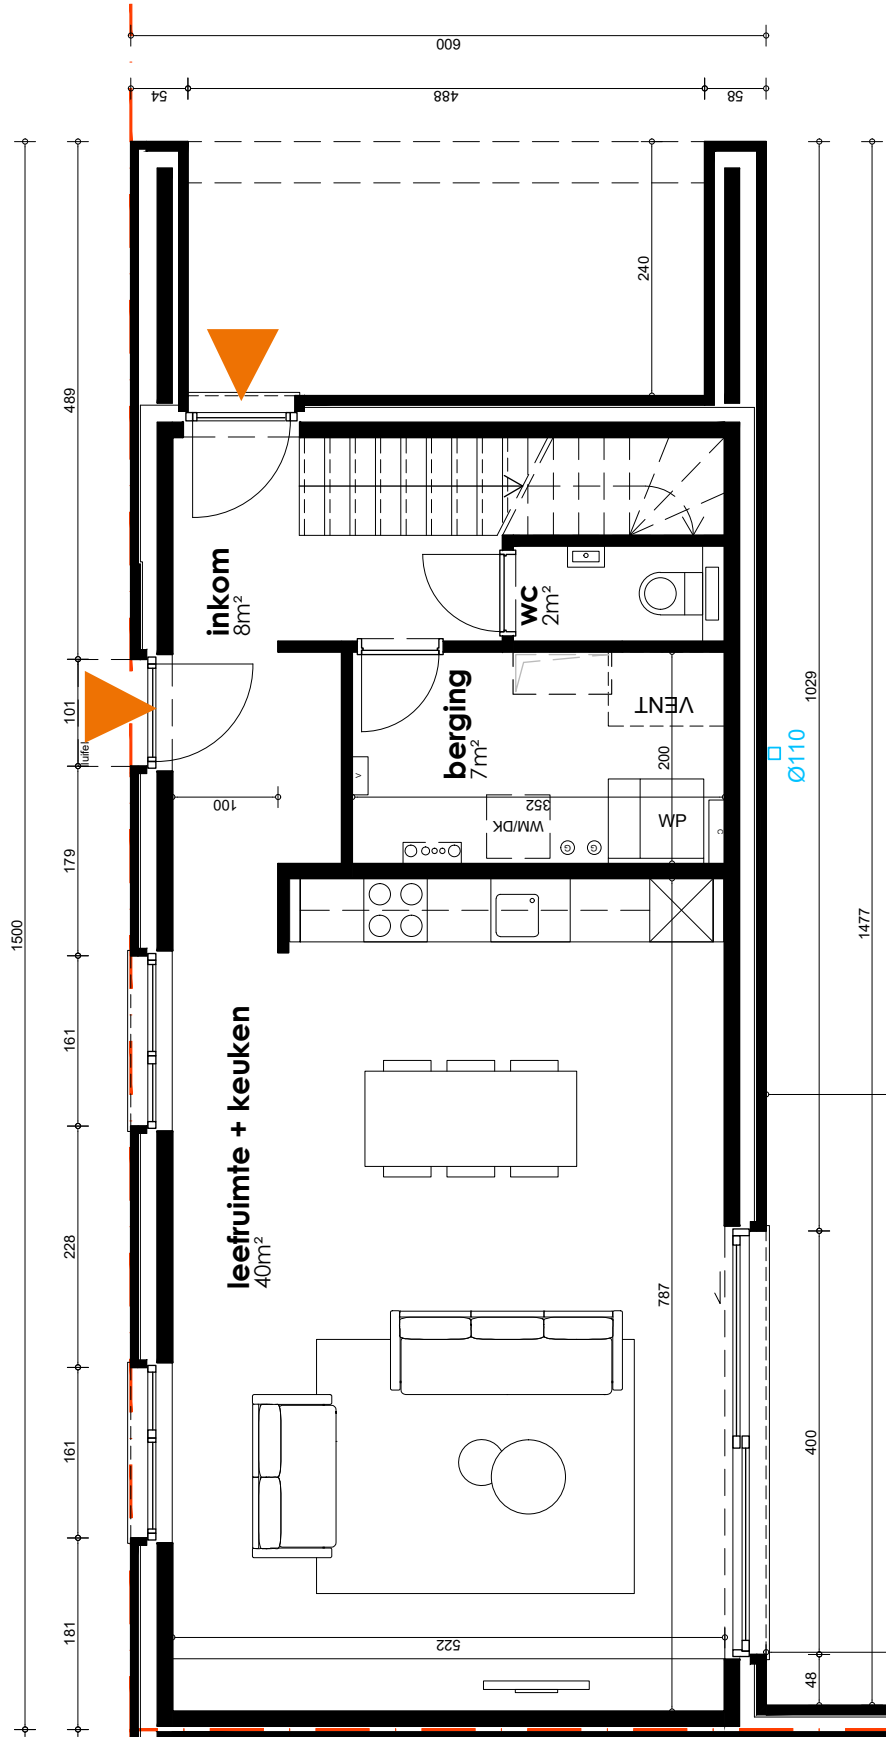 600
54
488
58
240
489
inkom
8m²
wc
2m²
101
luifel
berging
7m²
VENT
1029
Ø110
200
100
352
V
WM/DK
WP
C
G
G
179
1500
1477
161
leefruimte + keuken
40m²
228
787
161
400
181
522
48